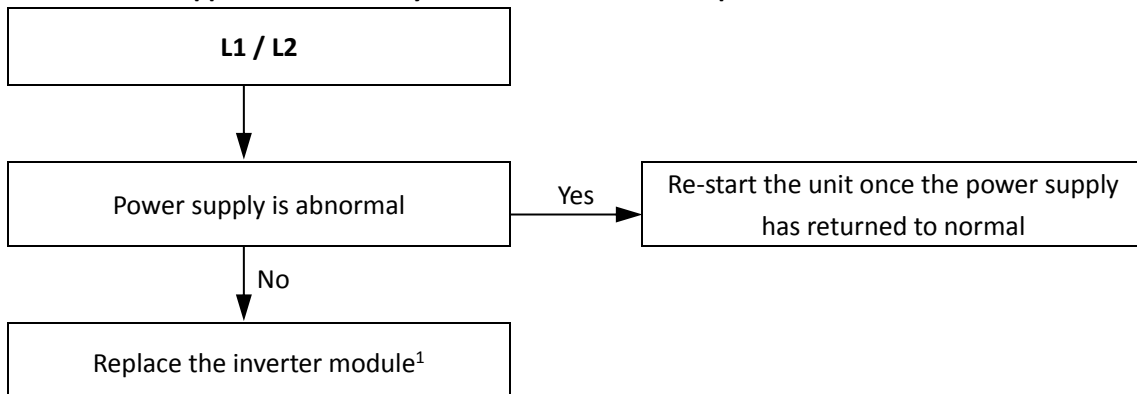 L1 / L2
Power supply is abnormal
Yes
Re-start the unit once the power supply
has returned to normal
No
Replace the inverter module¹